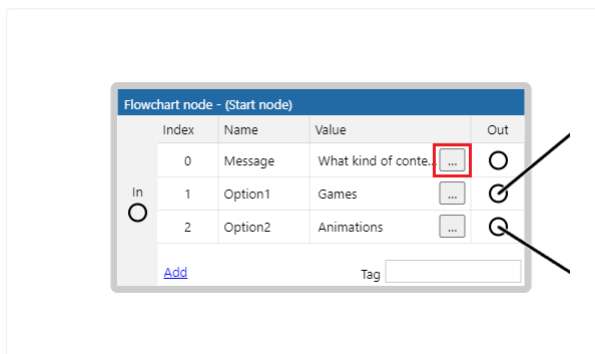 Flowchart node - (Start node)
Index Name Value Out
0 Message What kind of conte... ...
In
1 Option1 Games ...
2 Option2 Animations ...
Add Tag